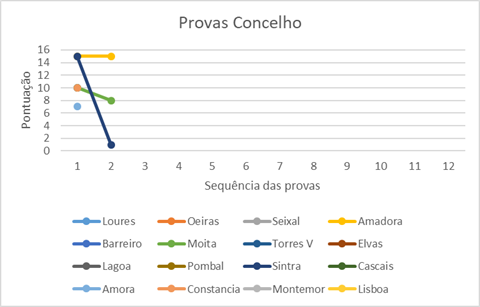 Provas Concelho
Pontuação
16
14
12
10
8
6
4
2
0
1 2 3 4 5 6 7 8 9 10 11 12
Sequência das provas
Loures Oeiras Seixal Amadora
Barreiro Moita Torres V Elvas
Lagoa Pombal Sintra Cascais
Amora Constancia Montemor Lisboa